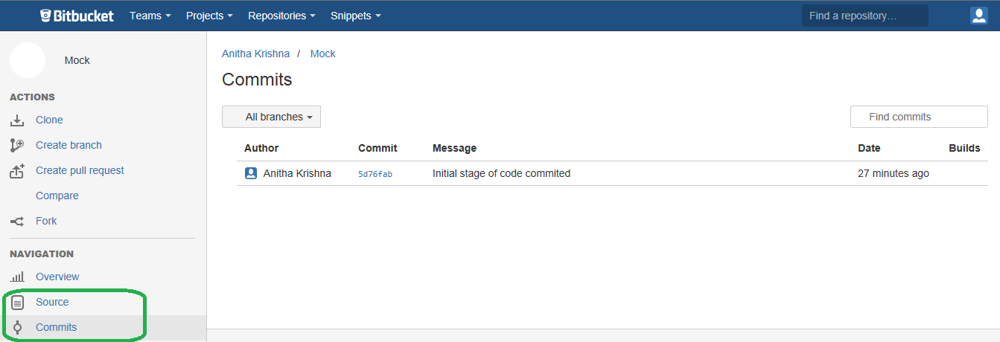 Bitbucket Teams Projects Repositories Snippets Find a repository...
Mock
ACTIONS
Clone
Create branch
Create pull request
Compare
Fork
NAVIGATION
Overview
Source
Commits
Anitha Krishna / Mock
Commits
All branches Find commits
Author Commit Message Date Builds
Anitha Krishna 5d76fab Initial stage of code commited 27 minutes ago